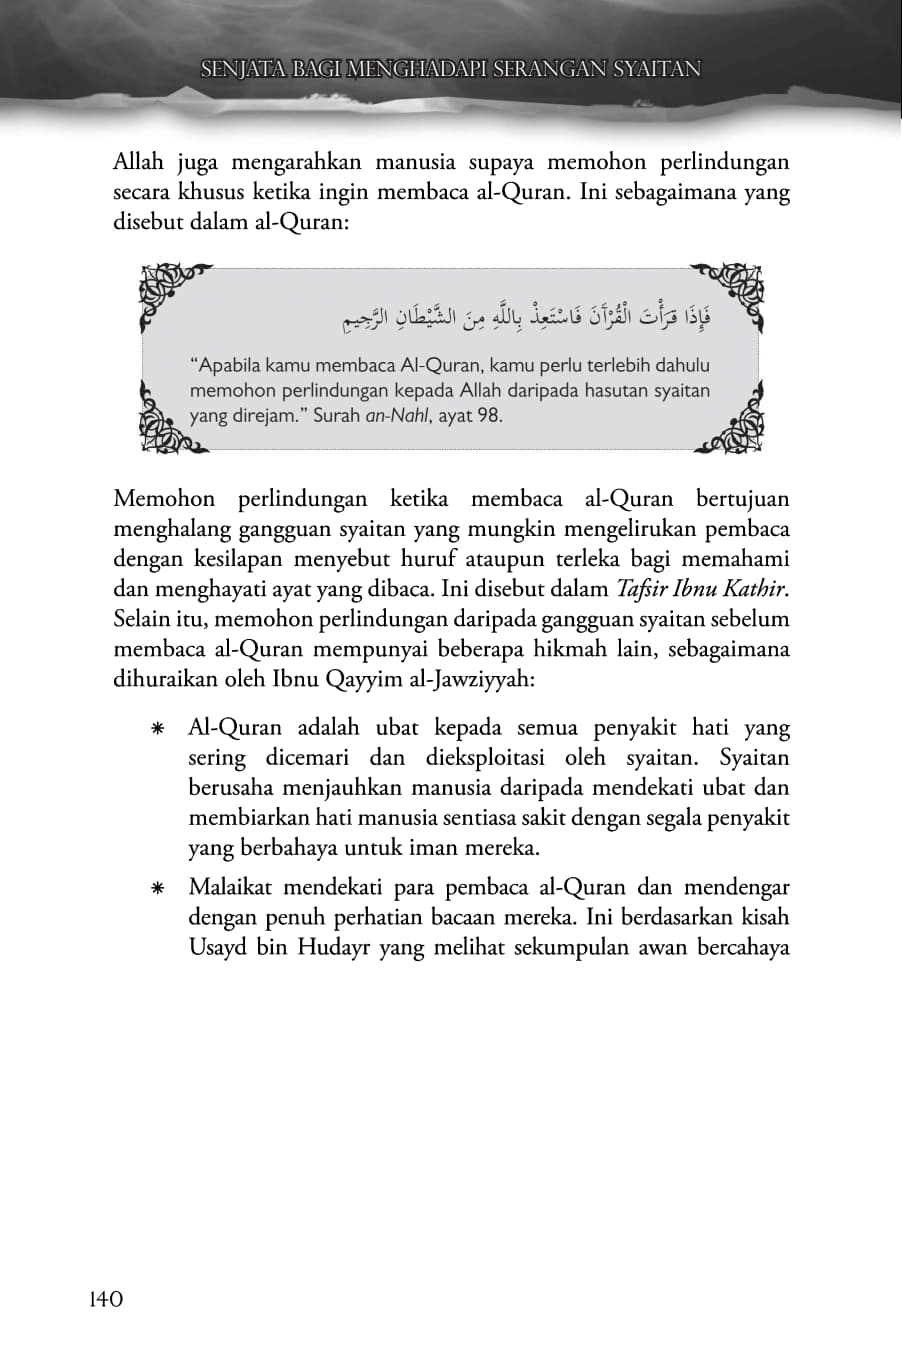 SENJATA BAGI MENGHADAPI SERANGAN SYAITAN
Allah juga mengarahkan manusia supaya memohon perlindungan
secara khusus ketika ingin membaca al-Quran. Ini sebagaimana yang
disebut dalam al-Quran:
فَإِذَا قَرَأْتَ الْقُرْآنَ فَاسْتَعِذْ بِاللَّهِ مِنَ الشَّيْطَانِ الرَّجِيمِ
“Apabila kamu membaca Al-Quran, kamu perlu terlebih dahulu
memohon perlindungan kepada Allah daripada hasutan syaitan
yang direjam.” Surah an-Nahl, ayat 98.
Memohon perlindungan ketika membaca al-Quran bertujuan
menghalang gangguan syaitan yang mungkin mengelirukan pembaca
dengan kesilapan menyebut huruf ataupun terleka bagi memahami
dan menghayati ayat yang dibaca. Ini disebut dalam Tafsir Ibnu Kathir.
Selain itu, memohon perlindungan daripada gangguan syaitan sebelum
membaca al-Quran mempunyai beberapa hikmah lain, sebagaimana
dihuraikan oleh Ibnu Qayyim al-Jawziyyah:
* Al-Quran adalah ubat kepada semua penyakit hati yang
sering dicemari dan dieksploitasi oleh syaitan. Syaitan
berusaha menjauhkan manusia daripada mendekati ubat dan
membiarkan hati manusia sentiasa sakit dengan segala penyakit
yang berbahaya untuk iman mereka.
* Malaikat mendekati para pembaca al-Quran dan mendengar
dengan penuh perhatian bacaan mereka. Ini berdasarkan kisah
Usayd bin Hudayr yang melihat sekumpulan awan bercahaya
140